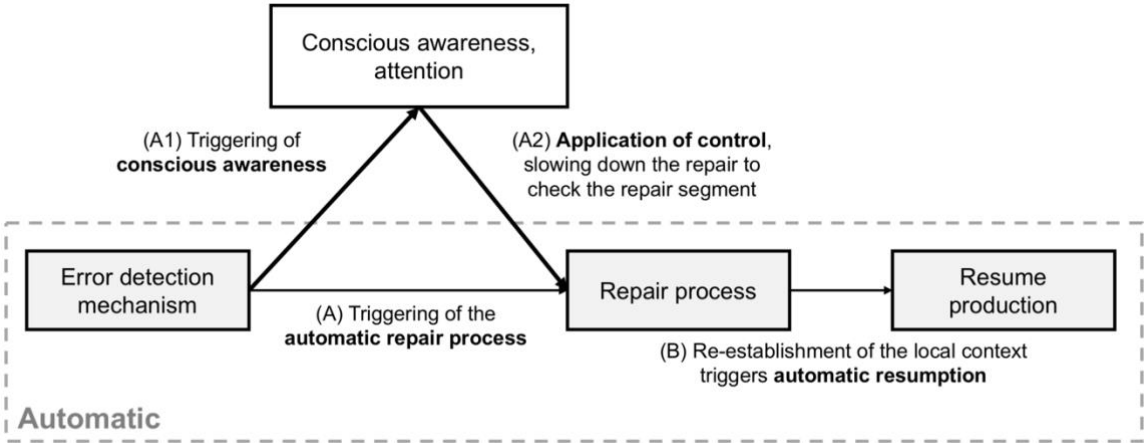 Conscious awareness,
attention
(A1) Triggering of
conscious awareness
(A2) Application of control,
slowing down the repair to
check the repair segment
Error detection
mechanism
(A) Triggering of the
automatic repair process
Repair process
Resume
production
(B) Re-establishment of the local context
triggers automatic resumption
Automatic